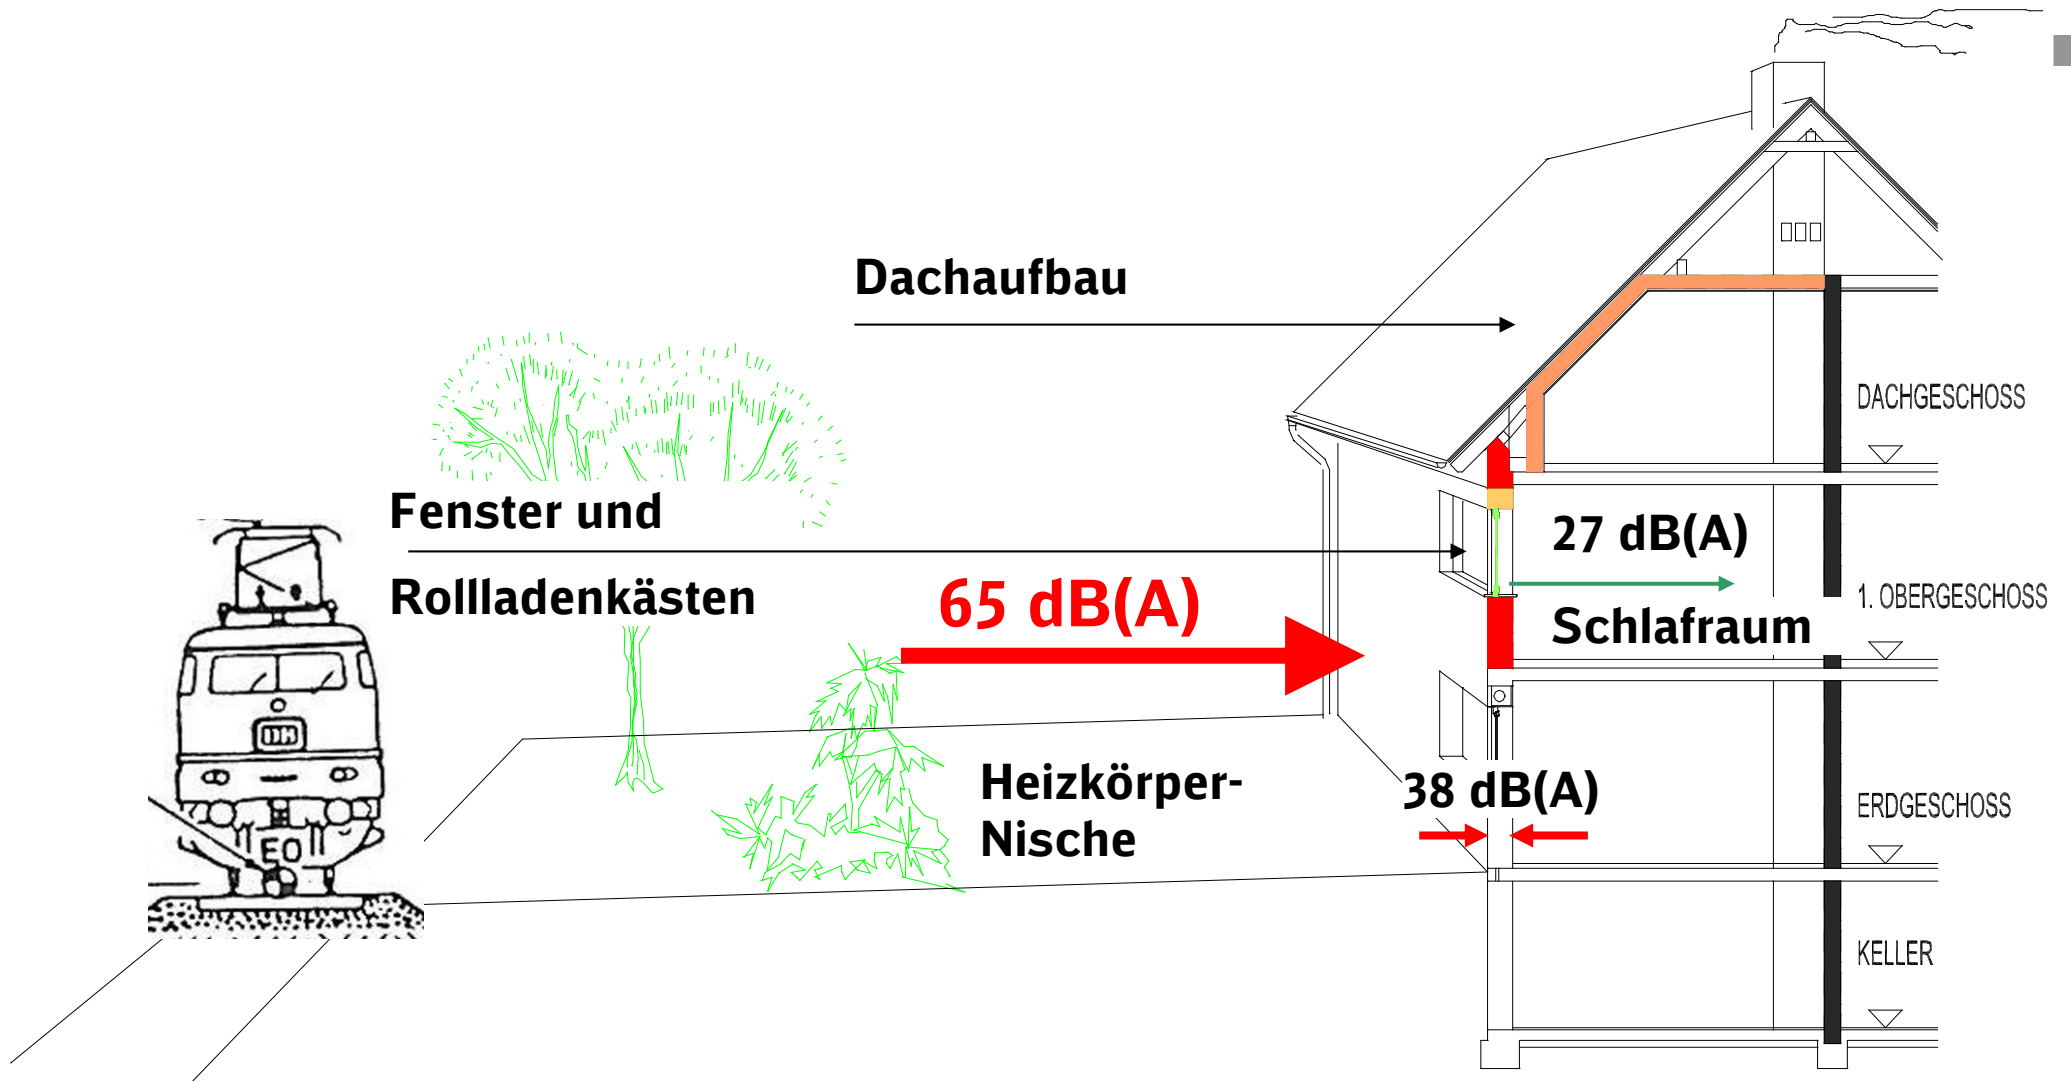 Dachaufbau
DACHGESCHOSS
Fenster und
Rollladenkästen
27 dB(A)
Schlafraum
65 dB(A)
1. OBERGESCHOSS
Heizkörper-
Nische
38 dB(A)
ERDGESCHOSS
EO
KELLER